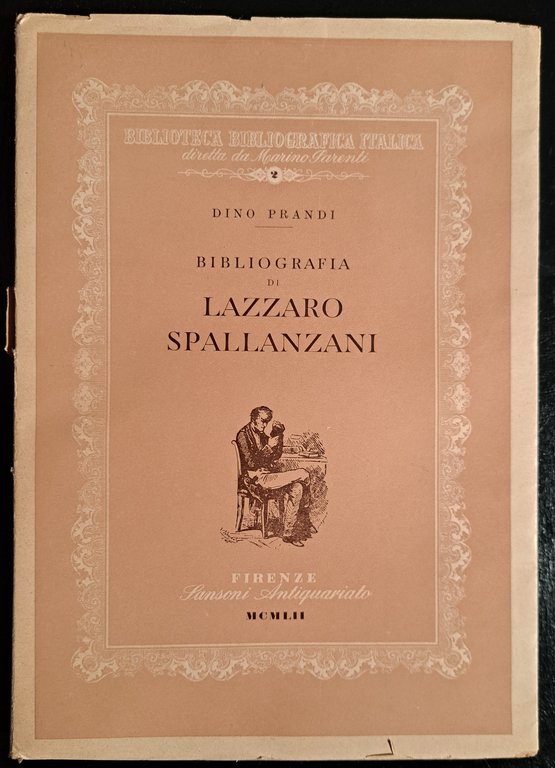 BIBLIOTECA BIBLIOGRAFICA ITALICA
diretta da Marino Parenti
2
DINO PRANDI
BIBLIOGRAFIA
DI
LAZZARO
SPALLANZANI
FIRENZE
Sansoni Antiquariato
MCMLII